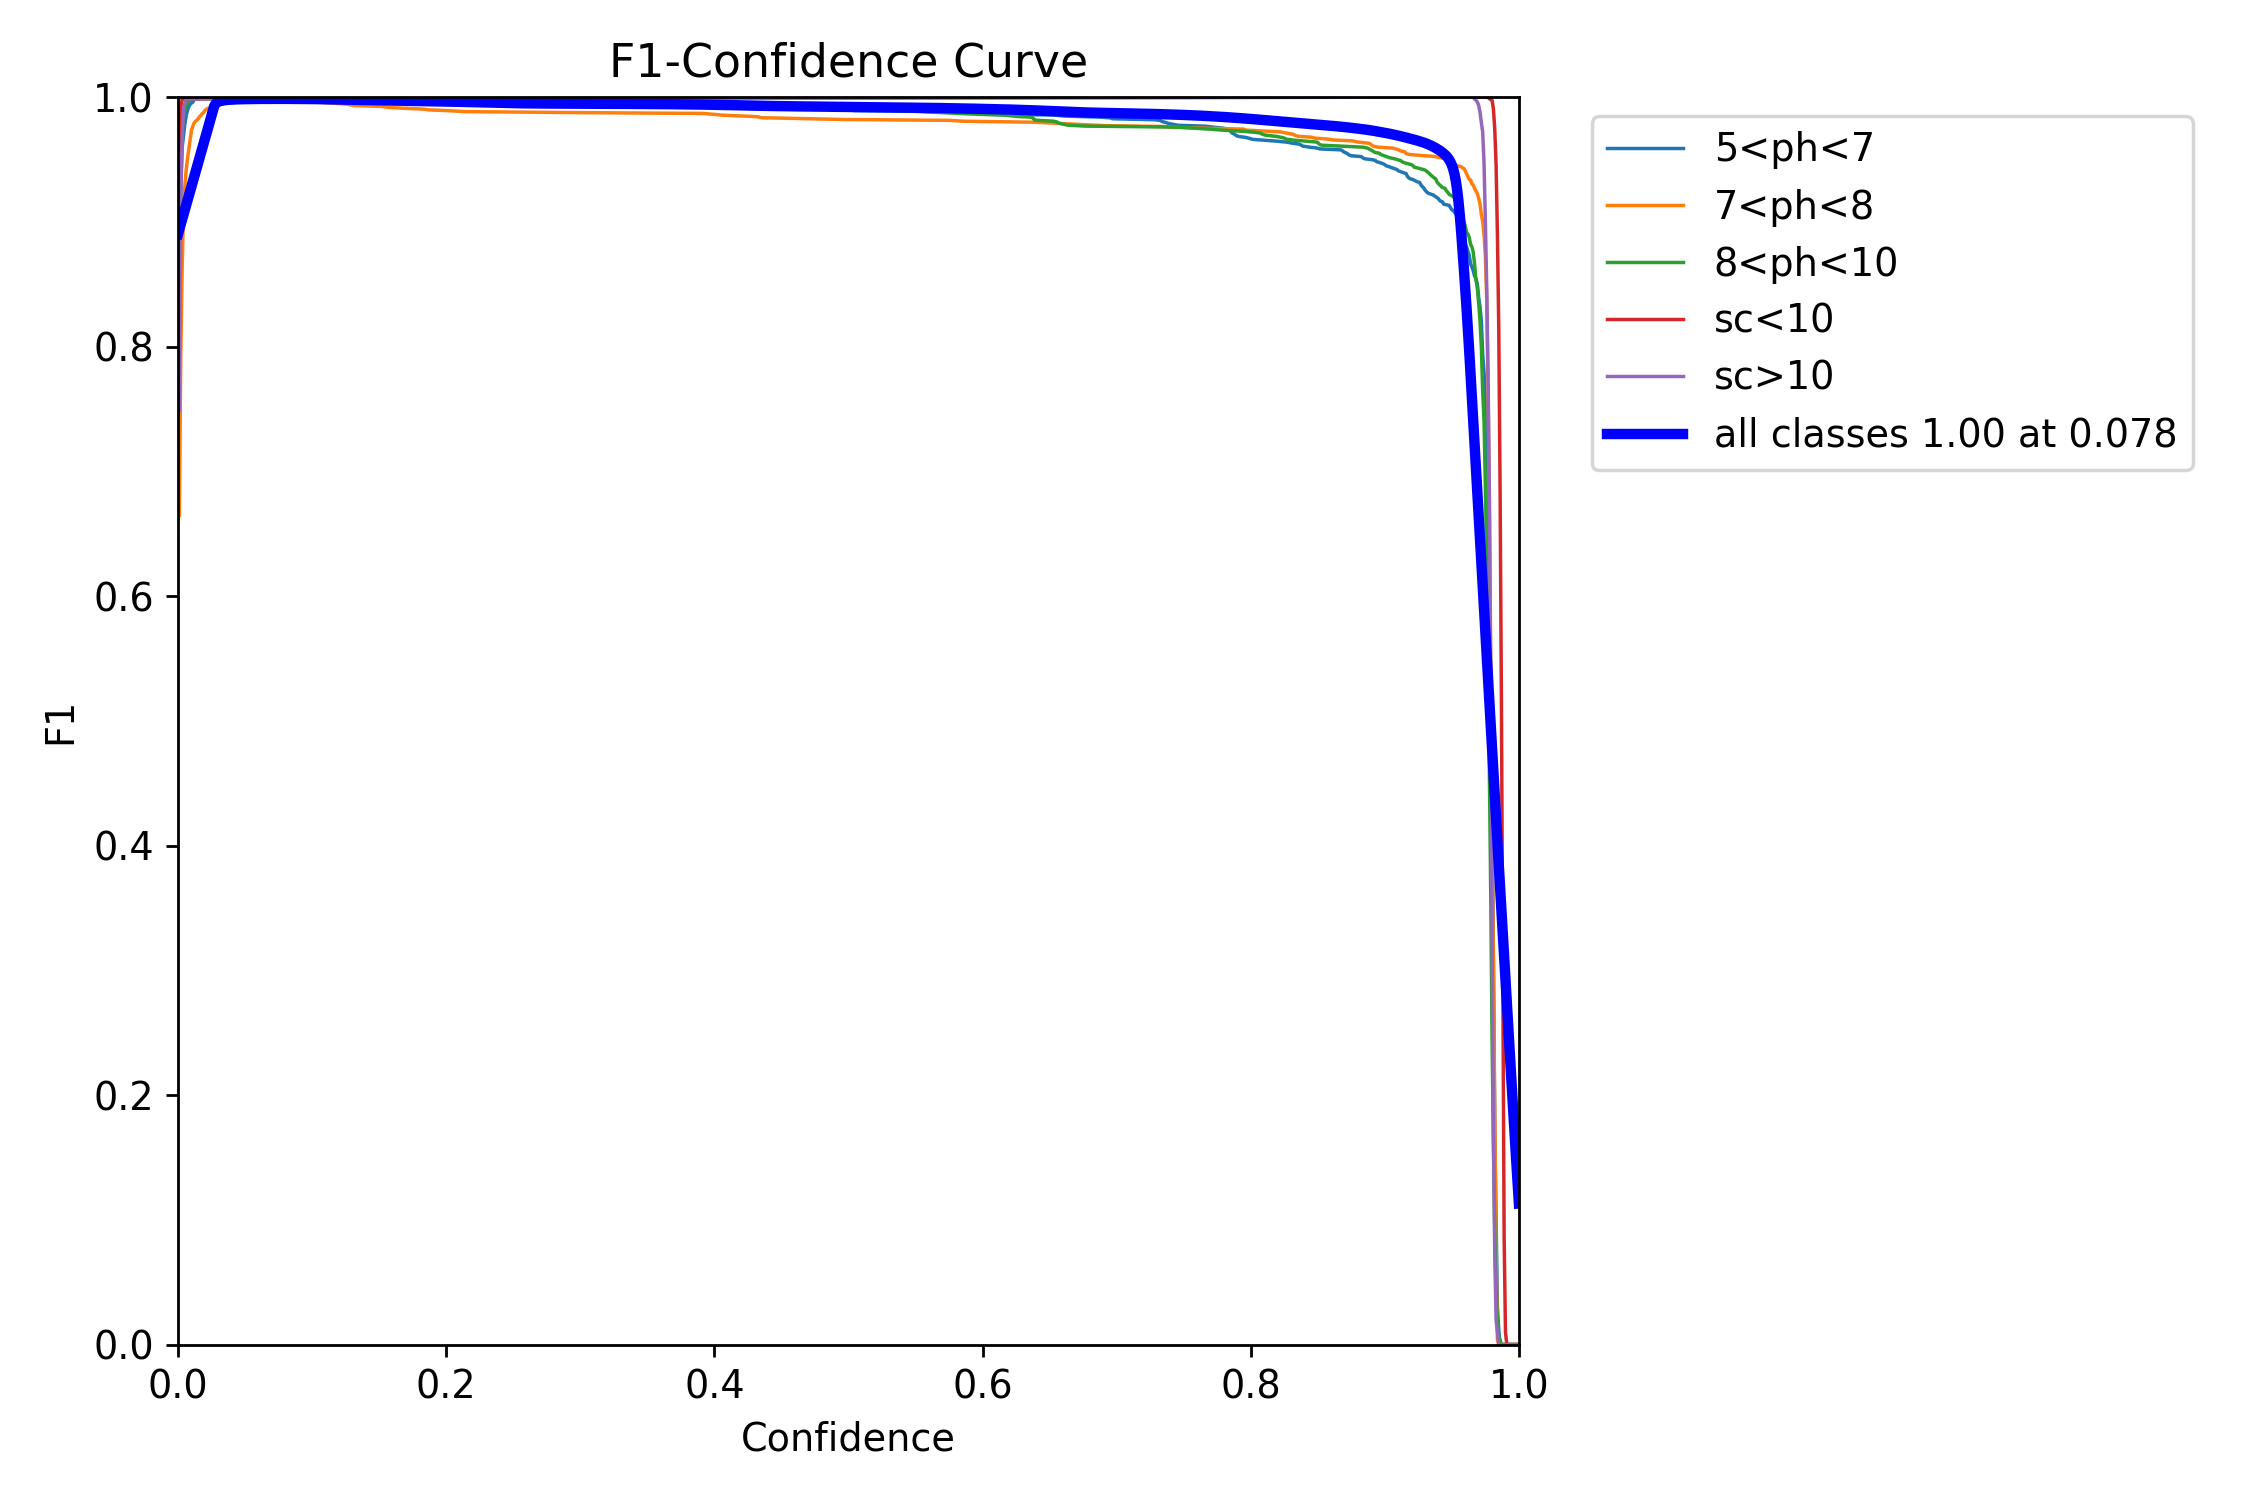 F1-Confidence Curve
1.0
0.8
0.6
0.4
0.2
0.0
F1
0.0 0.2 0.4 0.6 0.8 1.0
Confidence
5<ph<7
7<ph<8
8<ph<10
sc<10
sc>10
all classes 1.00 at 0.078